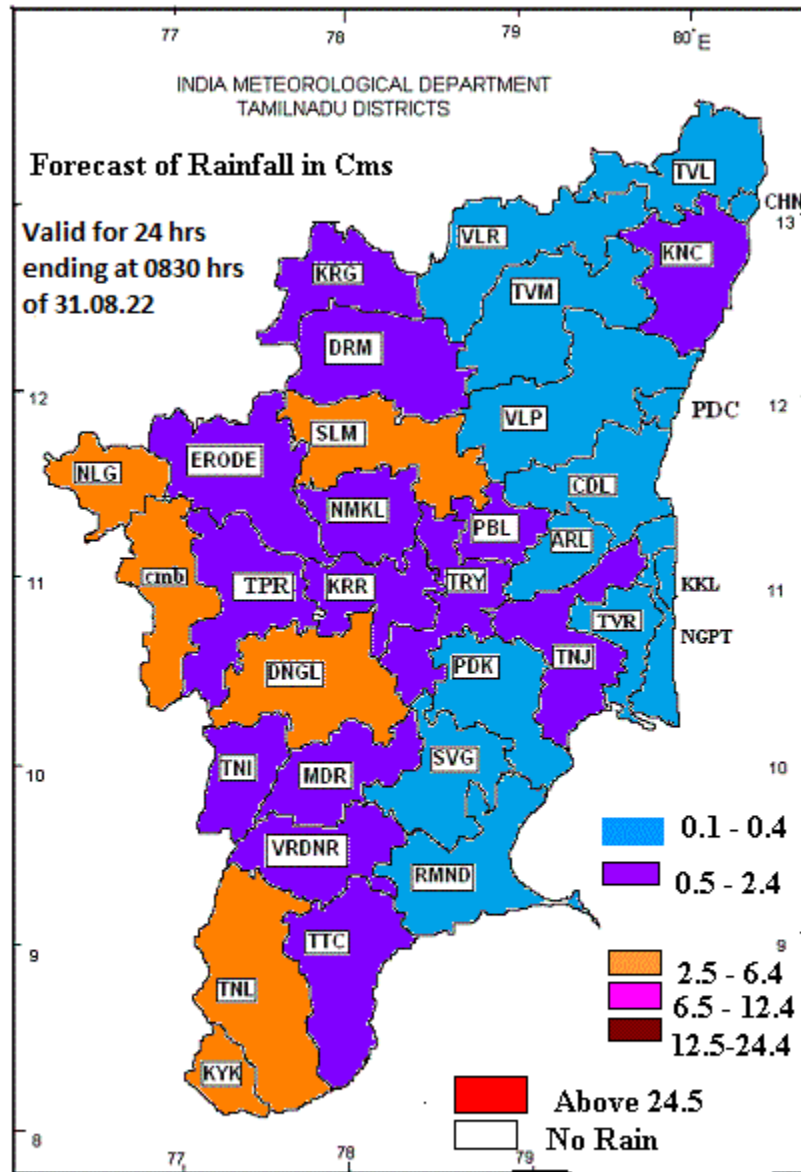 77 78 79 80°E
INDIA METEOROLOGICAL DEPARTMENT
TAMILNADU DISTRICTS
Forecast of Rainfall in Cms
TVL
CHN
13
Valid for 24 hrs
ending at 0830 hrs
of 31.08.22
VLR
KNC
KRG
TVM
DRM
12
12
VLP
PDC
SLM
ERODE
NLG
CDL
NMKL
PBL
ARL
11
cmb
TPR
KRR
TRY
KKL
11
TVR
NGPT
DNGL
PDK
TNJ
10
TNI
MDR
SVG
10
0.1 - 0.4
VRDNR
RMND
0.5 - 2.4
9
TTC
9
2.5 - 6.4
TNL
6.5 - 12.4
12.5-24.4
KYK
Above 24.5
8
No Rain
77 78 79